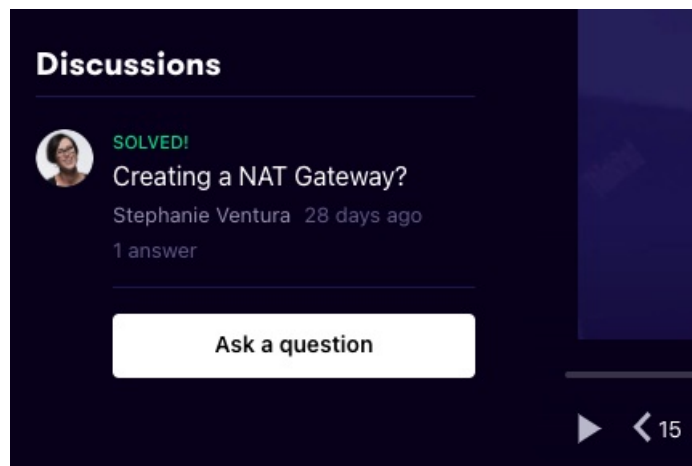 Discussions
SOLVED!
Creating a NAT Gateway?
Stephanie Ventura 28 days ago
1 answer
Ask a question
15